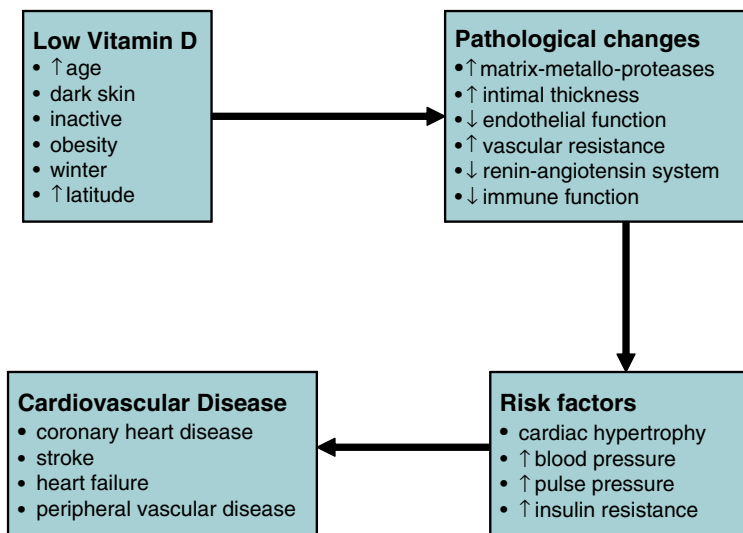 Low Vitamin D
• ↑age
• dark skin
• inactive
• obesity
• winter
• ↑latitude
Pathological changes
•↑matrix-metallo-proteases
•↑intimal thickness
•↓endothelial function
•↑vascular resistance
•↓renin-angiotensin system
•↓immune function
Risk factors
• cardiac hypertrophy
• ↑blood pressure
• ↑pulse pressure
• ↑insulin resistance
Cardiovascular Disease
• coronary heart disease
• stroke
• heart failure
• peripheral vascular disease